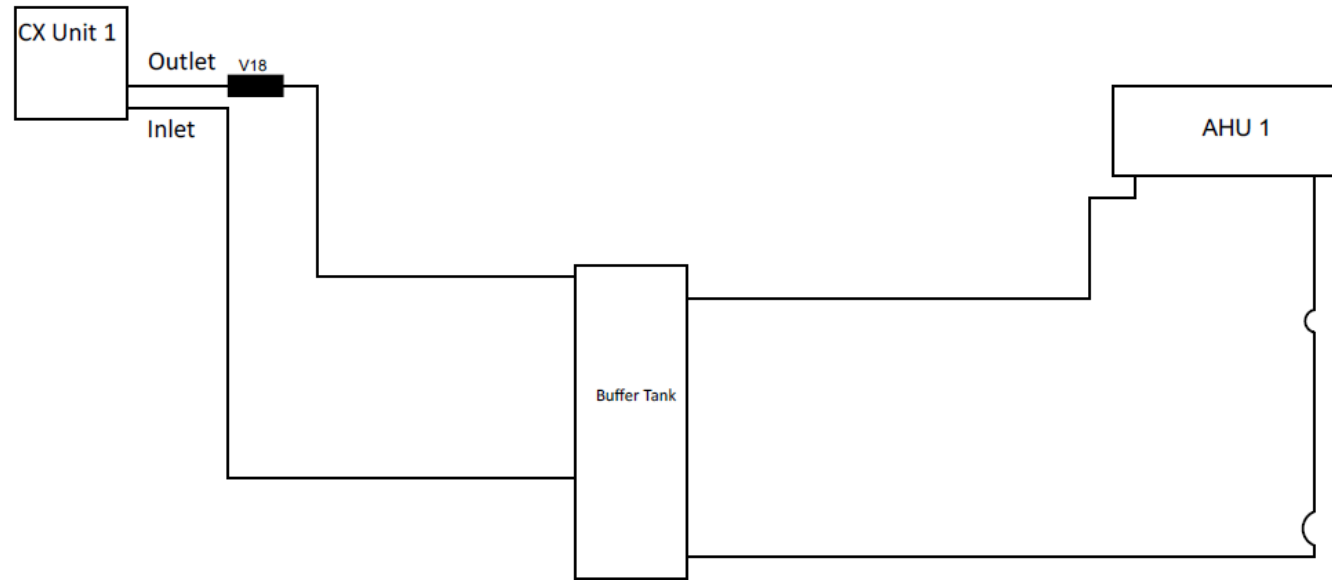 CX Unit 1
Outlet
V18
Inlet
AHU 1
Buffer Tank